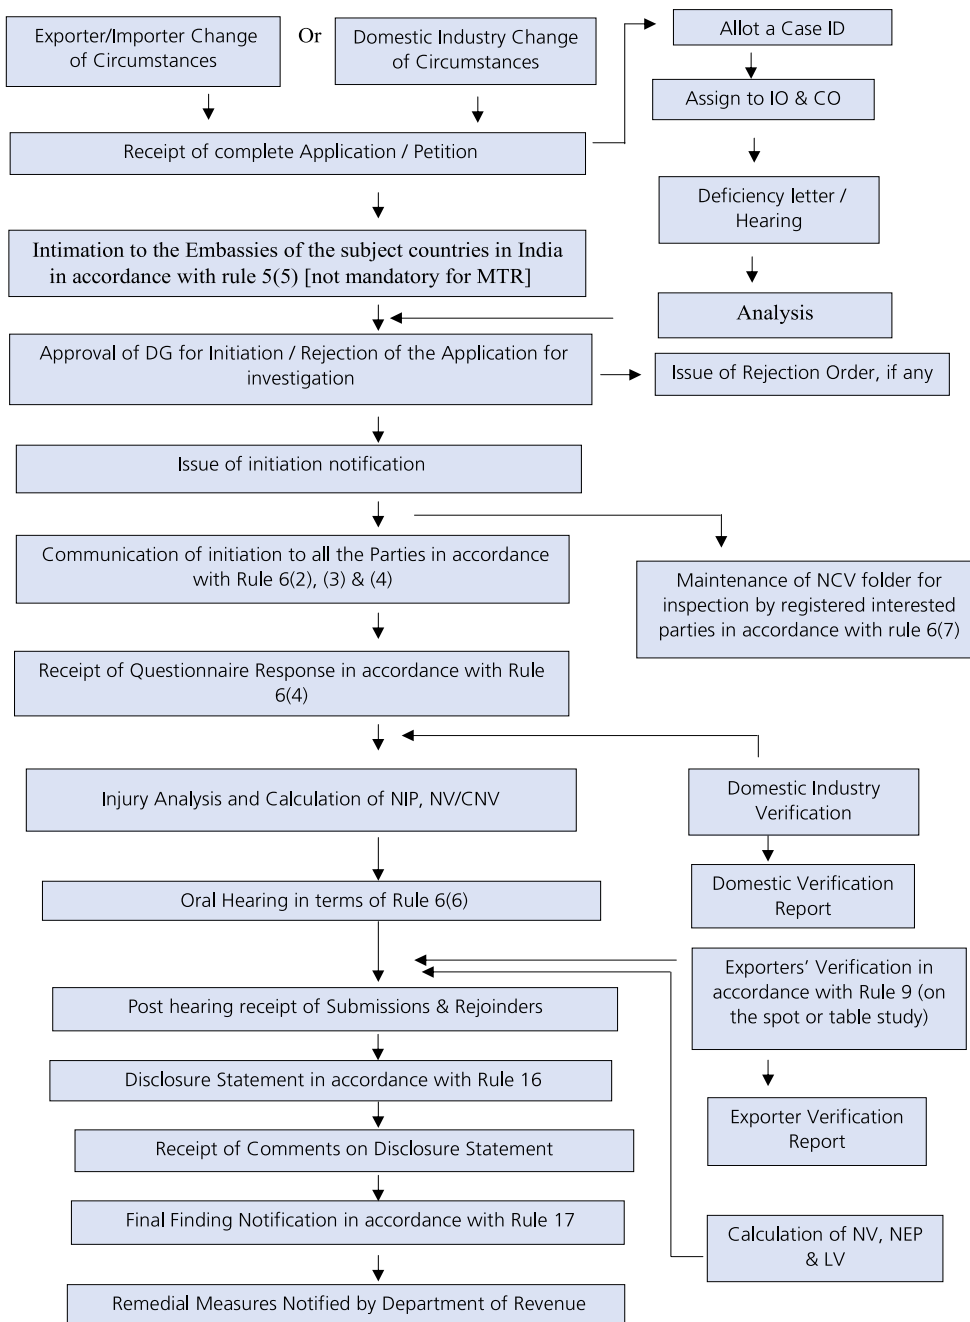 Exporter/Importer Change
of Circumstances
Or
Domestic Industry Change
of Circumstances
Allot a Case ID
Assign to IO & CO
Receipt of complete Application / Petition
Deficiency letter /
Hearing
Intimation to the Embassies of the subject countries in India
in accordance with rule 5(5) [not mandatory for MTR]
Analysis
Approval of DG for Initiation / Rejection of the Application for
investigation
Issue of Rejection Order, if any
Issue of initiation notification
Communication of initiation to all the Parties in accordance
with Rule 6(2), (3) & (4)
Maintenance of NCV folder for
inspection by registered interested
parties in accordance with rule 6(7)
Receipt of Questionnaire Response in accordance with Rule
6(4)
Injury Analysis and Calculation of NIP, NV/CNV
Domestic Industry
Verification
Domestic Verification
Report
Oral Hearing in terms of Rule 6(6)
Exporters’ Verification in
accordance with Rule 9 (on
the spot or table study)
Post hearing receipt of Submissions & Rejoinders
Disclosure Statement in accordance with Rule 16
Exporter Verification
Report
Receipt of Comments on Disclosure Statement
Final Finding Notification in accordance with Rule 17
Calculation of NV, NEP
& LV
Remedial Measures Notified by Department of Revenue